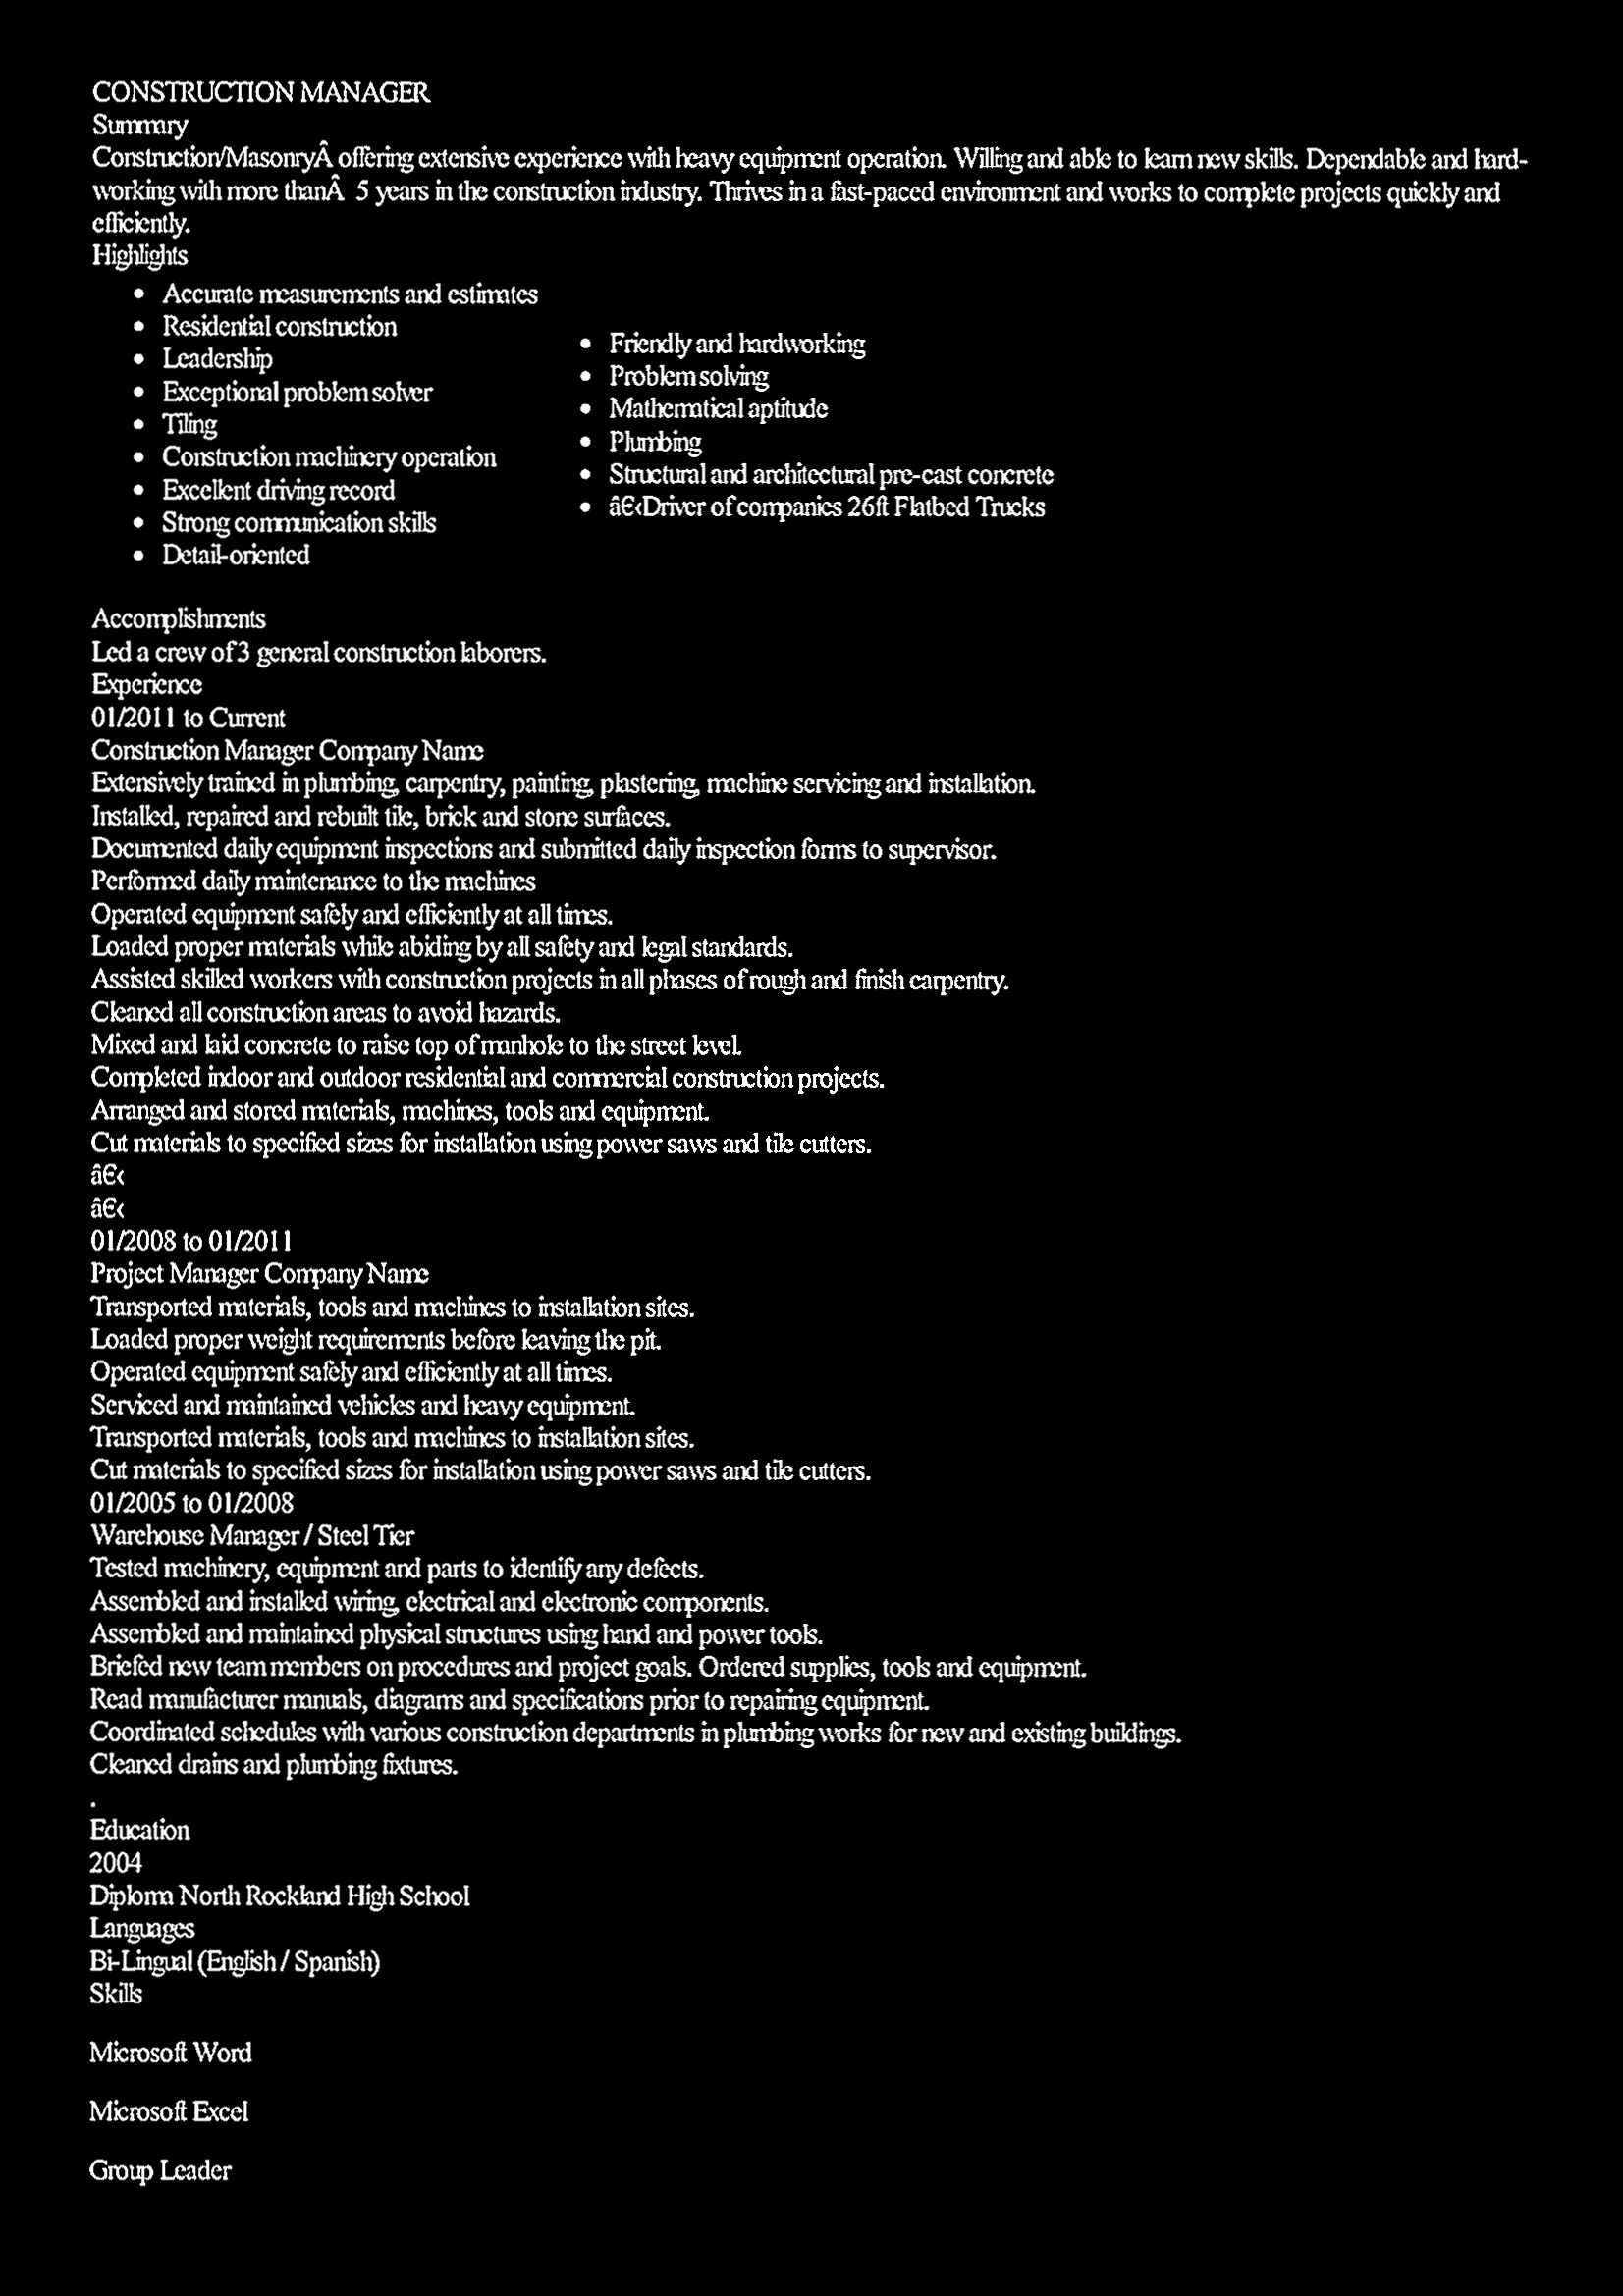 CONSTRUCTION MANAGER
Summary
Construction/MasonryÂ offering extensive experience with heavy equipment operation. Willing and able to learn new skills. Dependable and hard-
working with more thanÂ  5 years in the construction industry. Thrives in a fast-paced environment and works to complete projects quickly and
efficiently.
Highlights
• Accurate measurements and estimates
• Residential construction
• Leadership
• Exceptional problem solver
• Tiling
• Construction machinery operation
• Excellent driving record
• Strong communication skills
• Detail-oriented
• Friendly and hardworking
• Problem solving
• Mathematical aptitude
• Plumbing
• Structural and architectural pre-cast concrete
• â€‹Driver of companies 26ft Flatbed Trucks
Accomplishments
Led a crew of 3 general construction laborers.
Experience
01/2011 to Current
Construction Manager Company Name
Extensively trained in plumbing, carpentry, painting, plastering, machine servicing and installation.
Installed, repaired and rebuilt tile, brick and stone surfaces.
Documented daily equipment inspections and submitted daily inspection forms to supervisor.
Performed daily maintenance to the machines
Operated equipment safely and efficiently at all times.
Loaded proper materials while abiding by all safety and legal standards.
Assisted skilled workers with construction projects in all phases of rough and finish carpentry.
Cleaned all construction areas to avoid hazards.
Mixed and laid concrete to raise top of manhole to the street level.
Completed indoor and outdoor residential and commercial construction projects.
Arranged and stored materials, machines, tools and equipment.
Cut materials to specified sizes for installation using power saws and tile cutters.
â€‹
â€‹
01/2008 to 01/2011
Project Manager Company Name
Transported materials, tools and machines to installation sites.
Loaded proper weight requirements before leaving the pit.
Operated equipment safely and efficiently at all times.
Serviced and maintained vehicles and heavy equipment.
Transported materials, tools and machines to installation sites.
Cut materials to specified sizes for installation using power saws and tile cutters.
01/2005 to 01/2008
Warehouse Manager / Steel Tier
Tested machinery, equipment and parts to identify any defects.
Assembled and installed wiring, electrical and electronic components.
Assembled and maintained physical structures using hand and power tools.
Briefed new team members on procedures and project goals. Ordered supplies, tools and equipment.
Read manufacturer manuals, diagrams and specifications prior to repairing equipment.
Coordinated schedules with various construction departments in plumbing works for new and existing buildings.
Cleaned drains and plumbing fixtures.
.
Education
2004
Diploma North Rockland High School
Languages
Bi-Lingual (English / Spanish)
Skills
Microsoft Word
Microsoft Excel
Group Leader